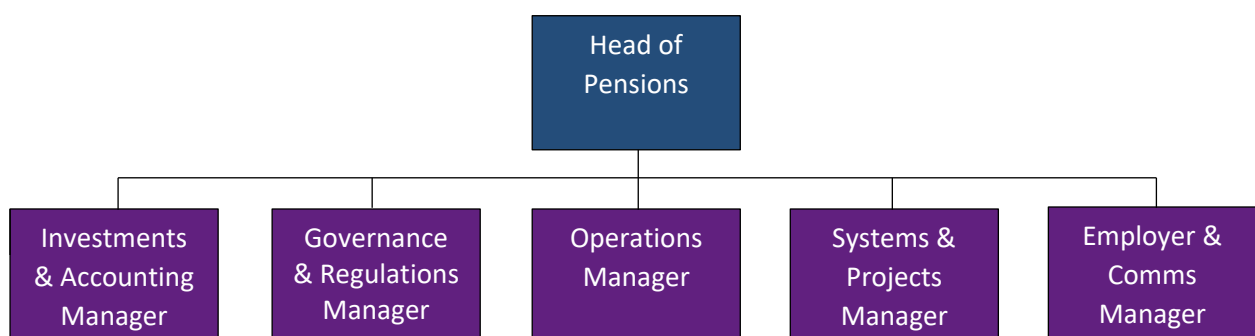 Head of
Pensions
Investments
& Accounting
Manager
Governance
& Regulations
Manager
Operations
Manager
Systems &
Projects
Manager
Employer &
Comms
Manager